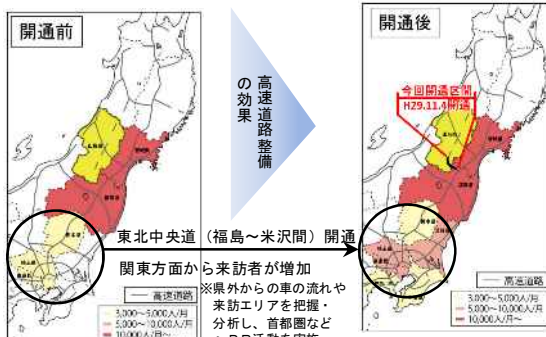 開通前
高速道路整備
の効果
開通後
今回開通区間
H29.11.4開通
東北中央道（福島～米沢間）開通
関東方面から来訪者が増加
※県外からの車の流れや
来訪エリアを把握・
分析し、首都圏など
高速道路
3,000～5,000人/月
5,000～10,000人/月
10,000人/月～
高速道路
3,000～5,000人/月
5,000～10,000人/月
10,000人/月～